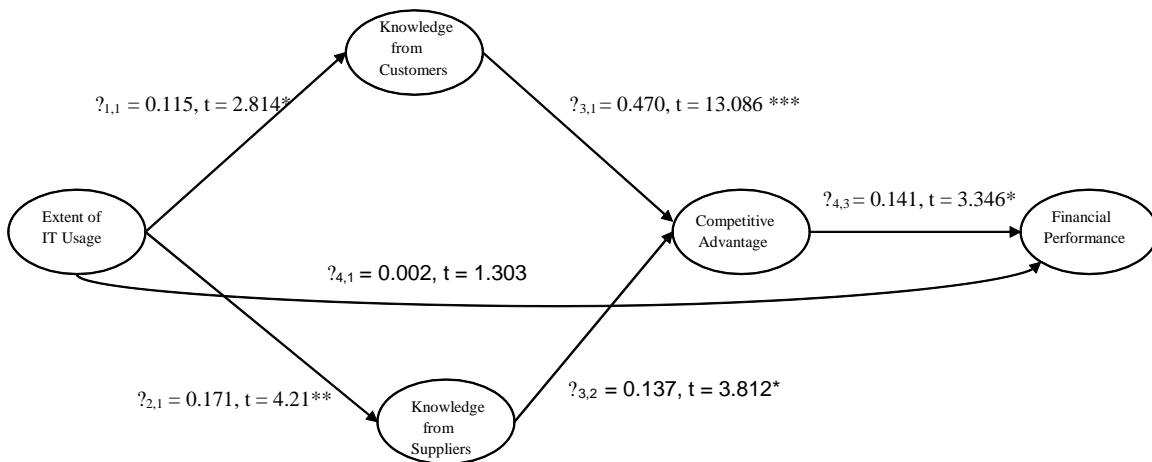 Knowledge
from
Customers
?1,1 = 0.115, t = 2.814*
?3,1 = 0.470, t = 13.086 ***
Extent of
IT Usage
Competitive
Advantage
?4,3 = 0.141, t = 3.346*
Financial
Performance
?4,1 = 0.002, t = 1.303
?2,1 = 0.171, t = 4.21**
Knowledge
from
Suppliers
?3,2 = 0.137, t = 3.812*